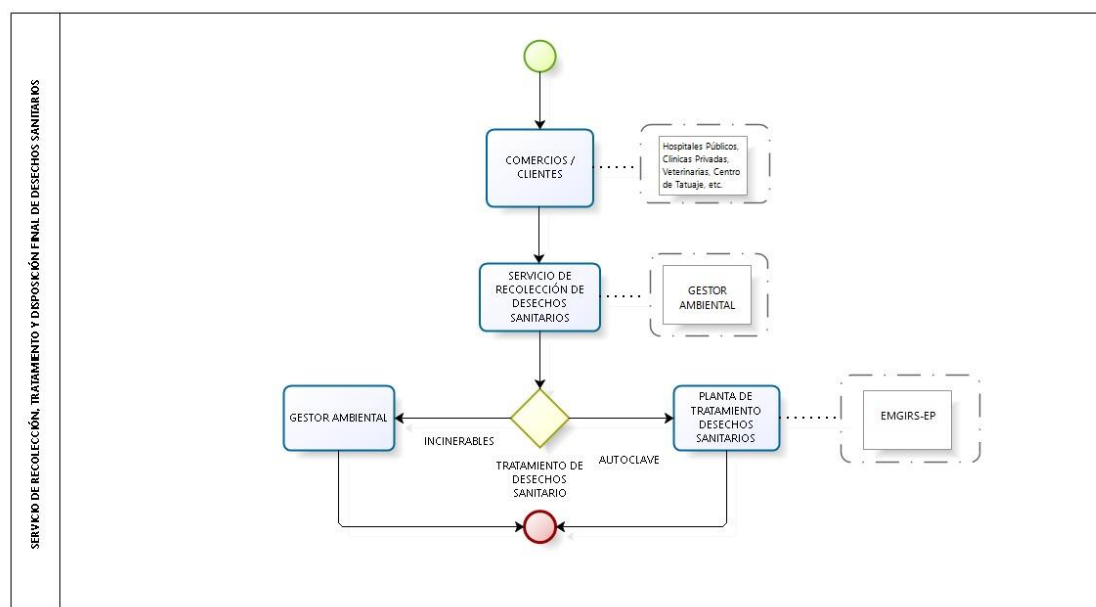 SERVICIO DE RECOLECCIÓN, TRATAMIENTO Y DISPOSICIÓN FINAL DE DESECHOS SANITARIOS
COMERCIOS /
CLIENTES
Hospitales Públicos,
Clinicas Privadas,
Veterinarias, Centro
de Tatuaje, etc.
SERVICIO DE
RECOLECCIÓN DE
DESECHOS
SANITARIOS
GESTOR
AMBIENTAL
GESTOR AMBIENTAL
INCINERABLES
TRATAMIENTO DE
DESECHOS
SANITARIO
AUTOCLAVE
PLANTA DE
TRATAMIENTO
DESECHOS
SANITARIOS
EMGIRS-EP